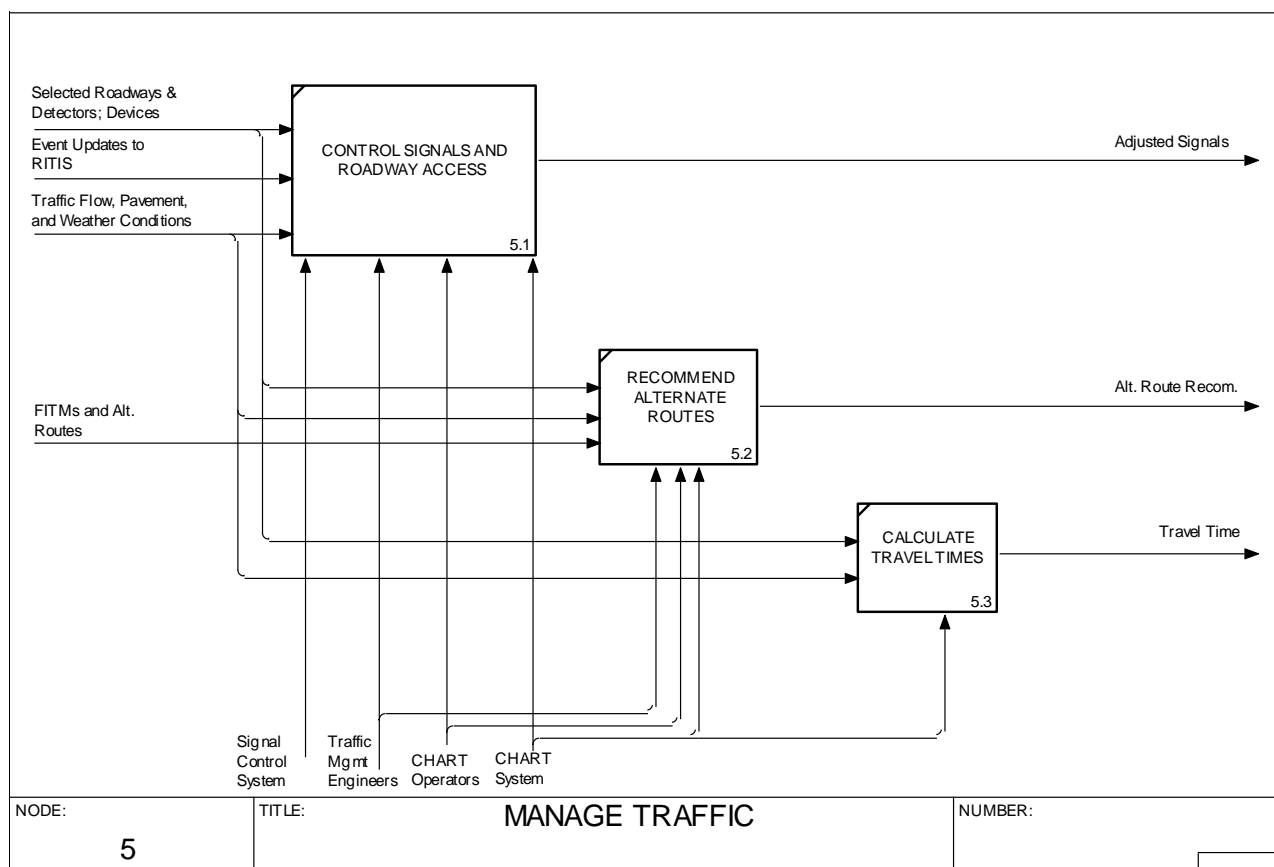 Selected Roadways &
Detectors; Devices
Event Updates to
RITIS
Traffic Flow, Pavement,
and Weather Conditions
CONTROL SIGNALS AND
ROADWAY ACCESS
5.1
Adjusted Signals
FITMs and Alt.
Routes
RECOMMEND
ALTERNATE
ROUTES
5.2
Alt. Route Recom.
CALCULATE
TRAVEL TIMES
5.3
Travel Time
Signal
Control
System
Traffic
Mgmt
Engineers
CHART
Operators
CHART
System
NODE:
5
TITLE:
MANAGE TRAFFIC
NUMBER: